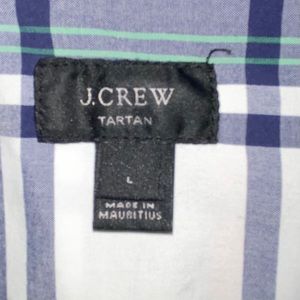 J.CREW
TARTAN
L
MADE IN
MAURITIUS